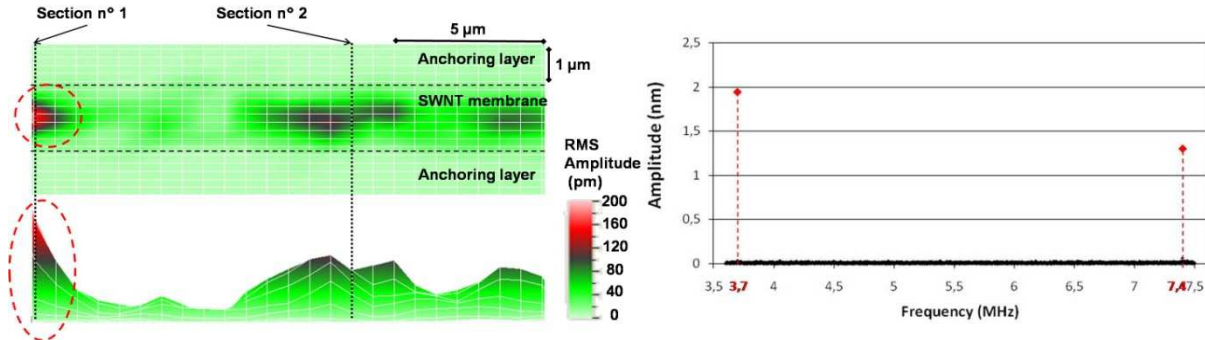 Section n° 1
Section n° 2
5 µm
Anchoring layer
1 µm
SWNT membrane
Anchoring layer
RMS
Amplitude
(pm)
200
160
120
80
40
0
Amplitude (nm)
2,5
2
1,5
1
0,5
0
3,5
3,7
4
4,5
5
5,5
6
6,5
7
7,4
7,5
Frequency (MHz)